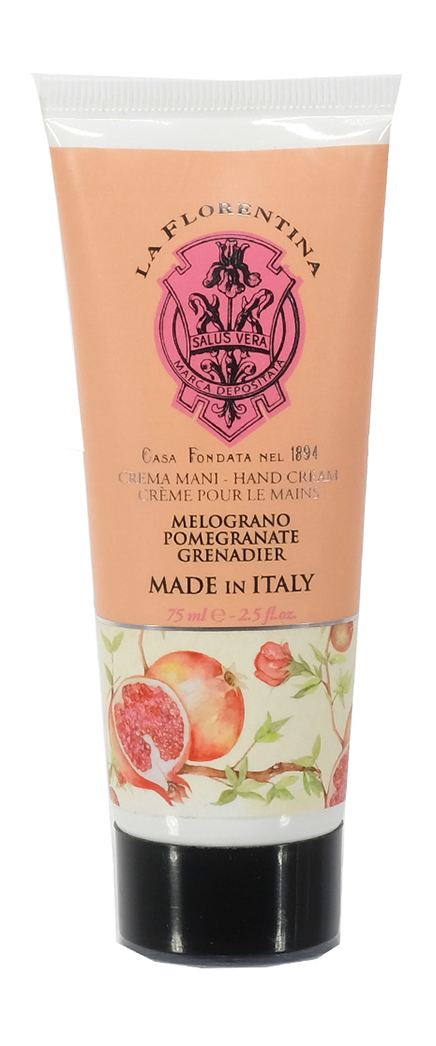 LA FLORENTINA
SALUS VERA
MARCA DEPOSITATA
CASA FONDATA NEL 1894
CREMA MANI - HAND CREAM
CRÈME POUR LE MAINS
MELOGRANO
POMEGRANATE
GRENADIER
MADE IN ITALY
75 ml ℮ - 2.5 fl.oz.